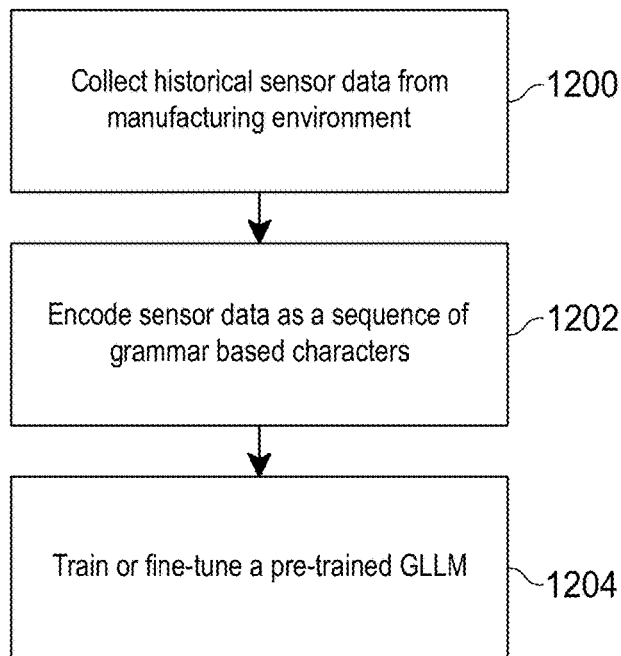 Collect historical sensor data from
manufacturing environment
1200
Encode sensor data as a sequence of
grammar based characters
1202
Train or fine-tune a pre-trained GLLM
1204